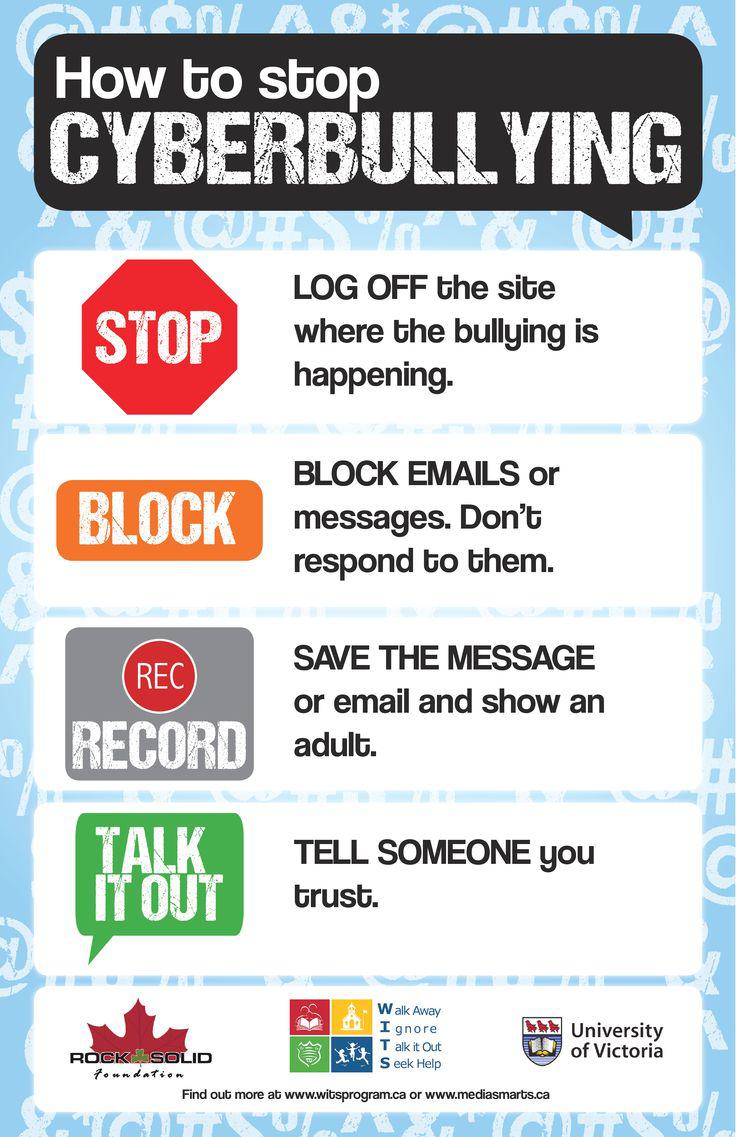 How to stop
CYBERBULLYING
STOP
LOG OFF the site
where the bullying is
happening.
BLOCK
BLOCK EMAILS or
messages. Don't
respond to them.
REC
RECORD
SAVE THE MESSAGE
or email and show an
adult.
TALK
IT OUT
TELL SOMEONE you
trust.
ROCK SOLID
Foundation
Walk Away
Ignore
Talk it Out
Seek Help
University
of Victoria
Find out more at www.witsprogram.ca or www.mediasmarts.ca